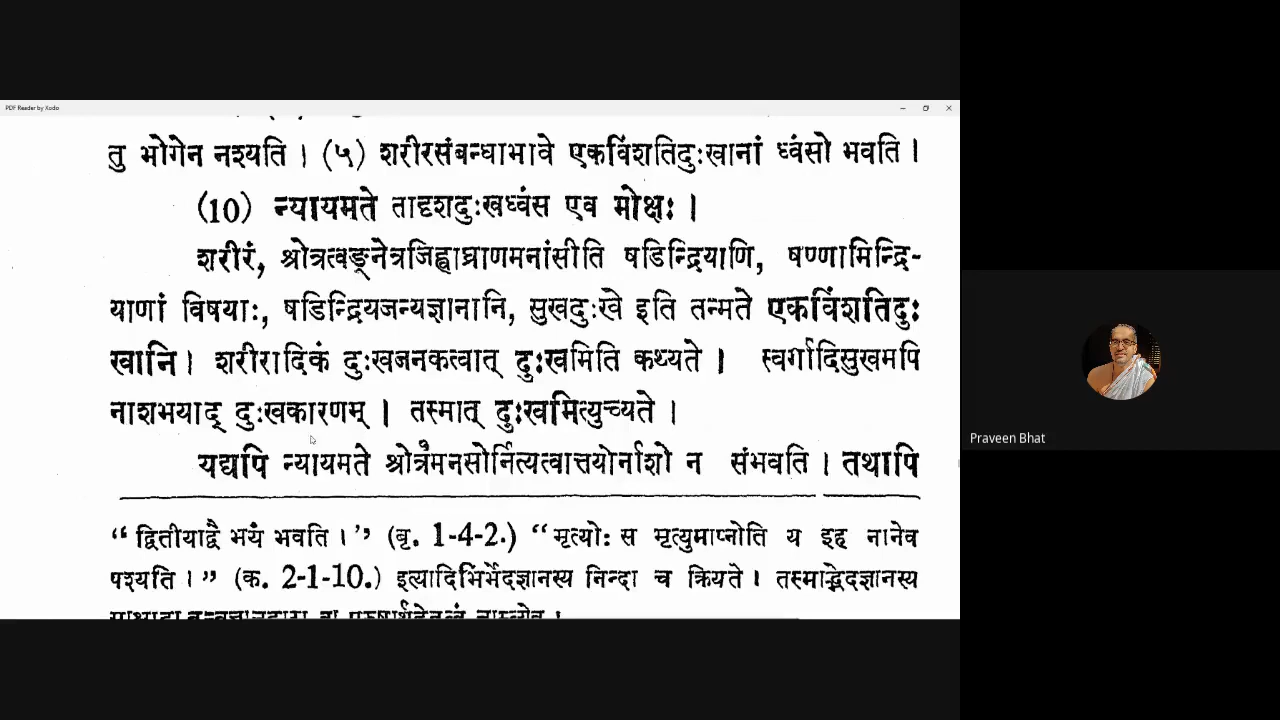 PDF Reader by Xodo
तु भोगेन नश्यति । (५) शरीरसंबन्धाभावे एकविंशतिदुःखानां ध्वंसो भवति ।
(10) न्यायमते तादृशदुःखध्वंस एव मोक्षः ।
शरीरं, श्रोत्रत्वङ्नेत्रजिह्वाघ्राणमनांसीति षडिन्द्रियाणि, षण्णामिन्द्रि-
याणां विषयाः, षडिन्द्रियजन्यज्ञानानि, सुखदुःखे इति तन्मते एकविंशतिदुः
खानि । शरीरादिकं दुःखजनकत्वात् दुःखमिति कथ्यते । स्वर्गादिसुखमपि
नाशभयाद् दुःखकारणम् । तस्मात् दुःखमित्युच्यते ।
यद्यपि न्यायमते श्रोत्रमनसोर्नित्यत्वात्तयोर्नाशो न संभवति । तथापि
“ द्वितीयाद्वै भयं भवति । ” (बृ. 1-4-2.) “ मृत्योः स मृत्युमाप्नोति य इह नानेव
पश्यति । ” (क. 2-1-10.) इत्यादिभिर्भेदज्ञानस्य निन्दा च क्रियते । तस्माद्भेदज्ञानस्य
Praveen Bhat